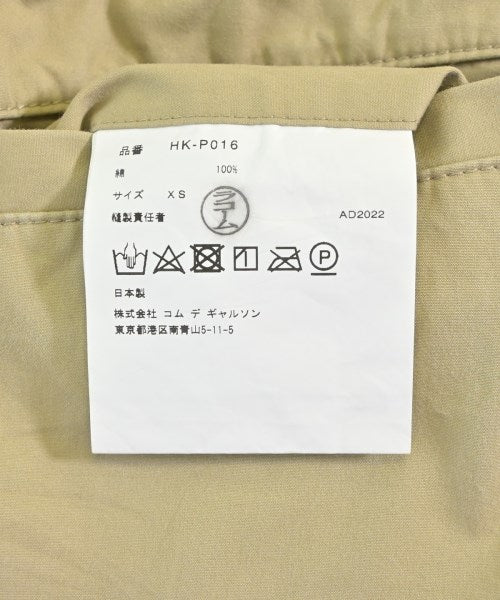 品番 HK-P016
綿 100%
サイズ XS
縫製責任者 コム AD2022
P
日本製
株式会社 コム デ ギャルソン
東京都港区南青山5-11-5